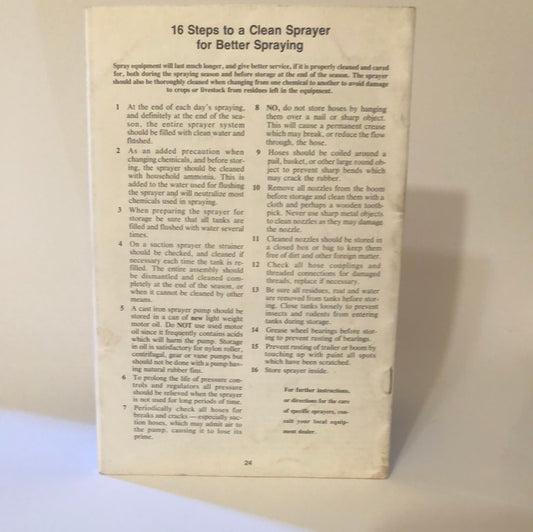 16 Steps to a Clean Sprayer
for Better Spraying
Spray equipment will last much longer, and give better service, if it is properly cleaned and cared
for, both during the spraying season and before storage at the end of the season. The sprayer
should also be thoroughly cleaned when changing from one chemical to another to avoid damage
to crops or livestock from residues left in the equipment.
1 At the end of each day's spraying,
and definitely at the end of the sea-
son, the entire sprayer system
should be filled with clean water and
flushed.
2 As an added precaution when
changing chemicals, and before stor-
ing, the sprayer should be cleaned
with household ammonia. This is
added to the water used for flushing
the sprayer and will neutralize most
chemicals used in spraying.
3 When preparing the sprayer for
storage be sure that all tanks are
filled and flushed with water several
times.
4 On a suction sprayer the strainer
should be checked, and cleaned if
necessary each time the tank is re-
filled. The entire assembly should
be dismantled and cleaned com-
pletely at the end of the season, or
when it cannot be cleaned by other
means.
5 A cast iron sprayer pump should be
stored in a can of new light weight
motor oil. Do NOT use used motor
oil since it frequently contains acids
which will harm the pump. Storage
in oil is satisfactory for nylon roller,
centrifugal, gear or vane pumps but
should not be done with a pump hav-
ing natural rubber fins.
6 To prolong the life of pressure con-
trols and regulators all pressure
should be relieved when the sprayer
is not used for long periods of time.
7 Periodically check all hoses for
breaks and cracks — especially suc-
tion hoses, which may admit air to
the pump, causing it to lose its
prime.
8 NO, do not store hoses by hanging
them over a nail or sharp object.
This will cause a permanent crease
which may break, or reduce the flow
through, the hose.
9 Hoses should be coiled around a
pail, basket, or other large round ob-
ject to prevent sharp bends which
may crack the rubber.
10 Remove all nozzles from the boom
before storage and clean them with a
cloth and perhaps a wooden tooth-
pick. Never use sharp metal objects
to clean nozzles as they may damage
the nozzle.
11 Cleaned nozzles should be stored in
a closed box or bag to keep them
free of dirt and other foreign matter.
12 Check all hose couplings and
threaded connections for damaged
threads, replace if necessary.
13 Be sure all residues, rust and water
are removed from tanks before stor-
ing. Close tanks loosely to prevent
insects and rodents from entering
tanks during storage.
14 Grease wheel bearings before stor-
ing to prevent rusting of bearings.
15 Prevent rusting of trailer or boom by
touching up with paint all spots
which have been scratched.
16 Store sprayer inside.
For further instructions,
or directions for the care
of specific sprayers, con-
sult your local equip-
ment dealer.
24